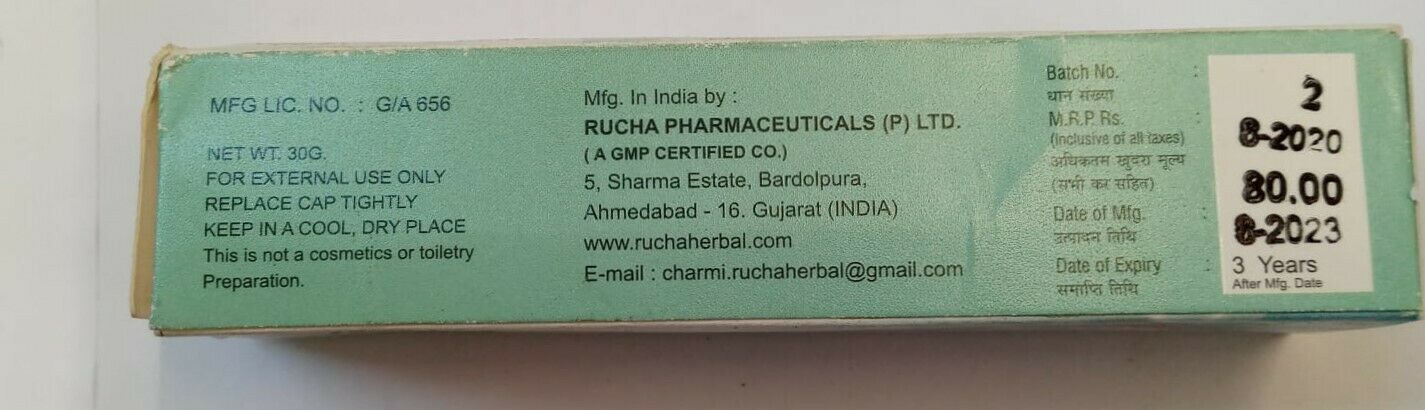 MFG LIC. NO. : G/A 656
NET WT. 30G.
FOR EXTERNAL USE ONLY
REPLACE CAP TIGHTLY
KEEP IN A COOL, DRY PLACE
This is not a cosmetics or toiletry
Preparation.
Mfg. In India by :
RUCHA PHARMACEUTICALS (P) LTD.
( A GMP CERTIFIED CO.)
5, Sharma Estate, Bardolpura,
Ahmedabad - 16. Gujarat (INDIA)
www.ruchaherbal.com
E-mail : charmi.ruchaherbal@gmail.com
Batch No. :
धान संख्या
M.R.P. Rs. :
(Inclusive of all taxes)
अधिकतम खुदरा मूल्य
(सभी कर सहित)
Date of Mfg. :
उत्पादन तिथि
Date of Expiry :
समाप्ति तिथि
2
8-2020
80.00
8-2023
3 Years
After Mfg. Date